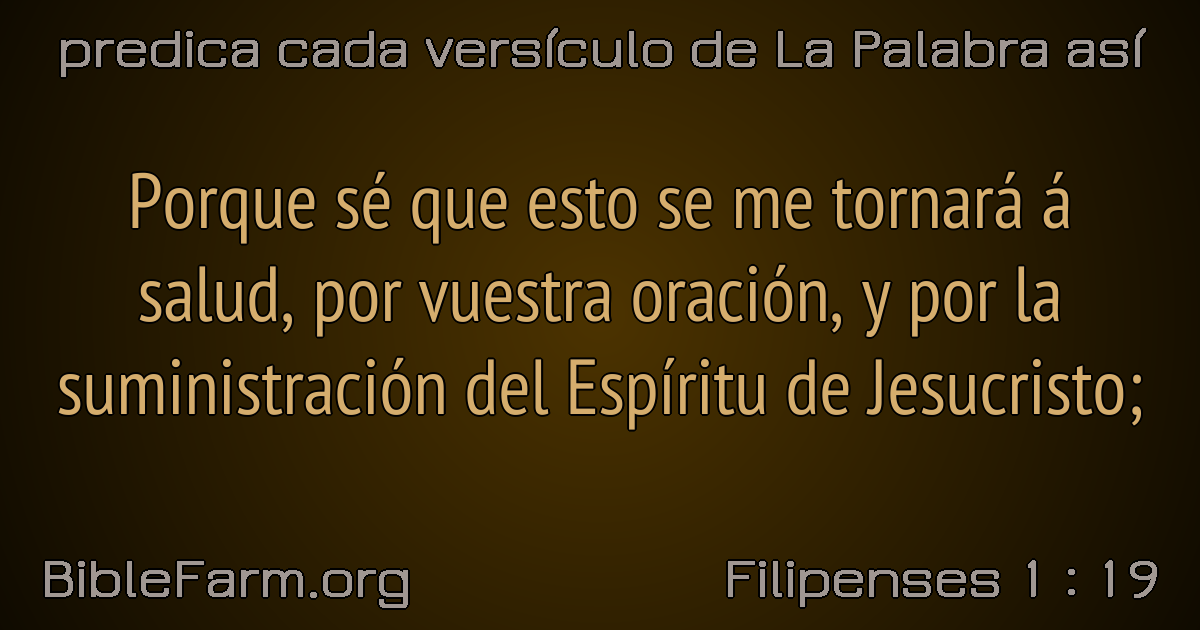 predica cada versículo de La Palabra así
Porque sé que esto se me tornará á
salud, por vuestra oración, y por la
suministración del Espíritu de Jesucristo;
BibleFarm.org
Filipenses 1 : 19